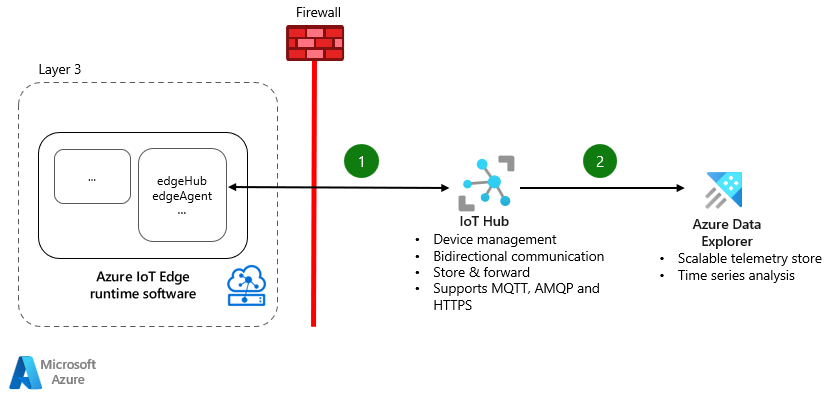 Firewall
Layer 3
...
edgeHub
edgeAgent
...
Azure IoT Edge
runtime software
1
IoT Hub
• Device management
• Bidirectional communication
• Store & forward
• Supports MQTT, AMQP and
HTTPS
2
Azure Data
Explorer
• Scalable telemetry store
• Time series analysis
Microsoft
Azure